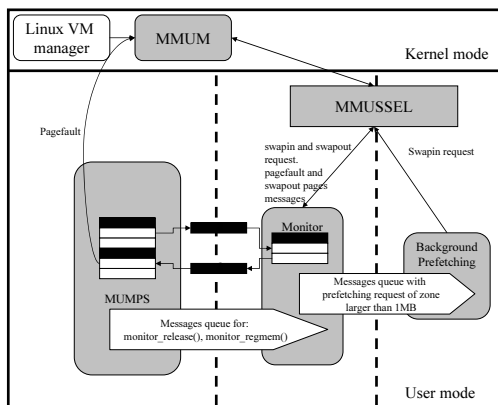 Linux VM
manager
MMUM
Kernel mode
MMUSSEL
Pagefault
swapin and swapout
request.
pagefault and
swapout pages
messages
Swapin request
Monitor
Background
Prefetching
Messages queue with
prefetching request of zone
larger than 1MB
MUMPS
Messages queue for:
monitor_release(), monitor_regmem()
User mode